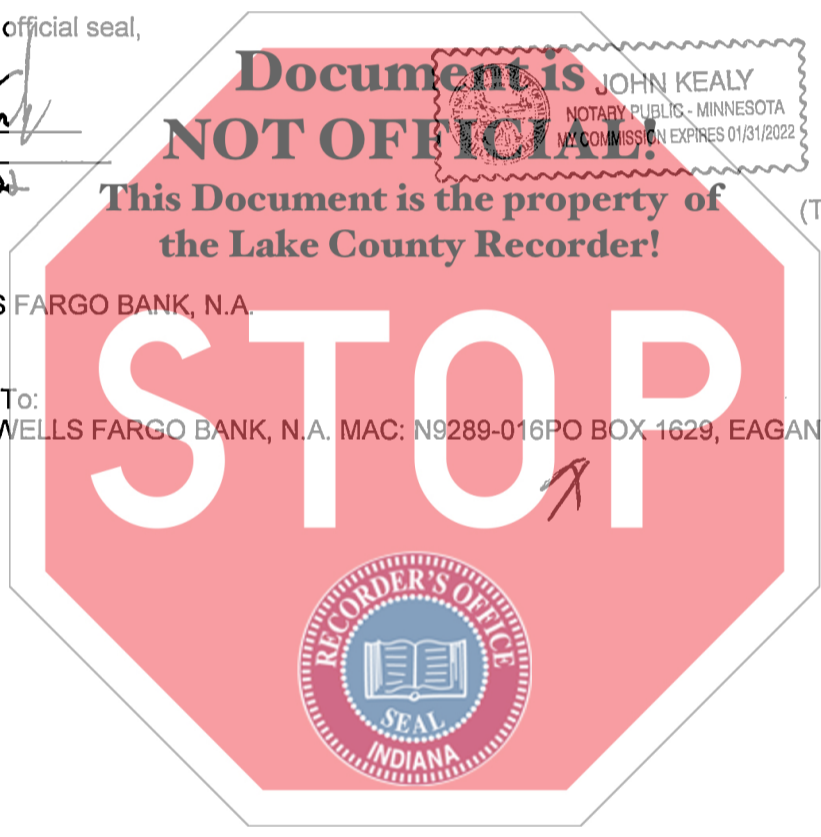 official seal,
Document is
NOT OFFICIAL!
JOHN KEALY
NOTARY PUBLIC - MINNESOTA
MY COMMISSION EXPIRES 01/31/2022
This Document is the property of
the Lake County Recorder!
(T
S FARGO BANK, N.A.
STOP
To:
WELLS FARGO BANK, N.A. MAC: N9289-016PO BOX 1629, EAGAN
RECORDER'S OFFICE
SEAL
INDIANA